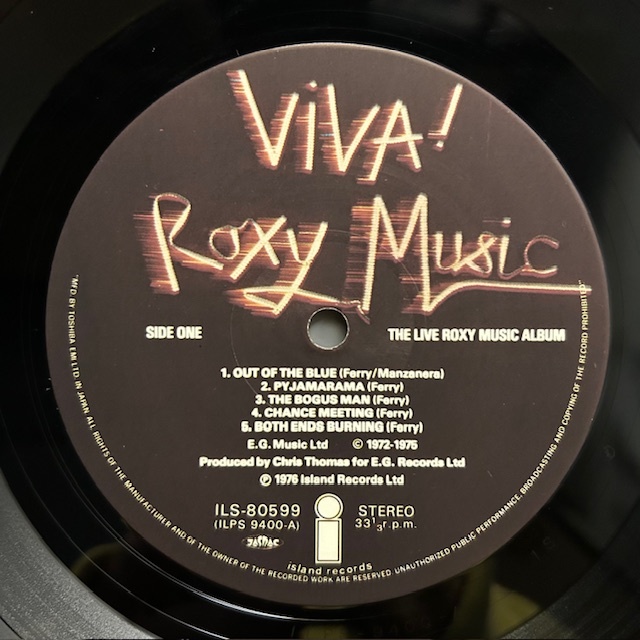 ViVA!
Roxy Music
SIDE ONE
THE LIVE ROXY MUSIC ALBUM
1. OUT OF THE BLUE (Ferry/Manzanera)
2. PYJAMARAMA (Ferry)
3. THE BOGUS MAN (Ferry)
4. CHANCE MEETING (Ferry)
5. BOTH ENDS BURNING (Ferry)
E.G. Music Ltd © 1972-1975
Produced by Chris Thomas for E.G. Records Ltd
℗ 1976 Island Records Ltd
ILS-80599
(ILPS 9400-A)
i
STEREO
33⅓ r.p.m.
island records
"M'F'D BY TOSHIBA EMI LTD IN JAPAN ALL RIGHTS OF THE MANUFACTURER AND OF THE OWNER OF THE RECORDED WORK ARE RESERVED UNAUTHORIZED PUBLIC PERFORMANCE, BROADCASTING AND COPYING OF THE RECORD PROHIBITED"